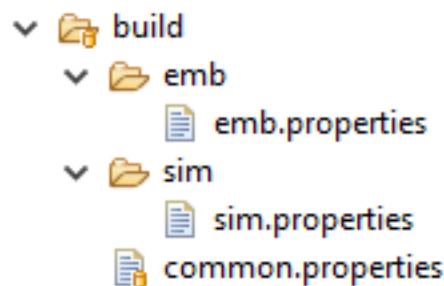 build
emb
emb.properties
sim
sim.properties
common.properties